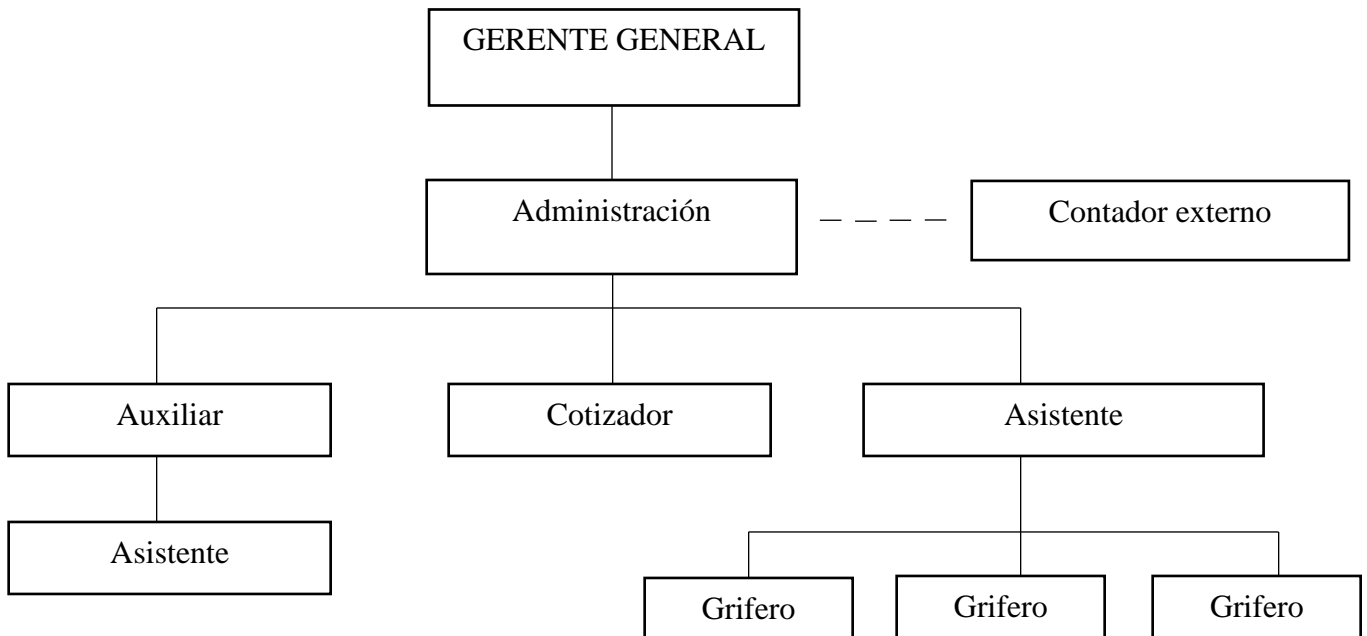 GERENTE GENERAL
Administración
Contador externo
Auxiliar
Cotizador
Asistente
Asistente
Grifero
Grifero
Grifero